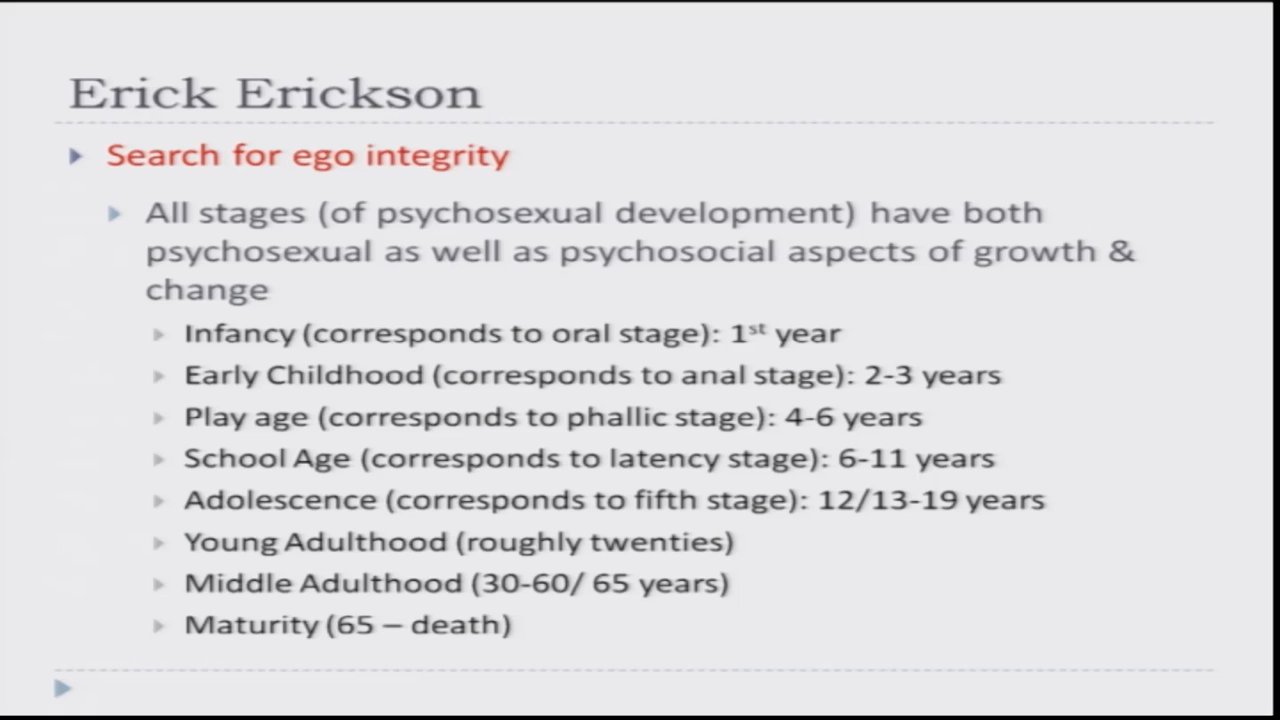 Erick Erickson
Search for ego integrity
All stages (of psychosexual development) have both
psychosexual as well as psychosocial aspects of growth &
change
Infancy (corresponds to oral stage): 1st year
Early Childhood (corresponds to anal stage): 2-3 years
Play age (corresponds to phallic stage): 4-6 years
School Age (corresponds to latency stage): 6-11 years
Adolescence (corresponds to fifth stage): 12/13-19 years
Young Adulthood (roughly twenties)
Middle Adulthood (30-60/ 65 years)
Maturity (65 – death)